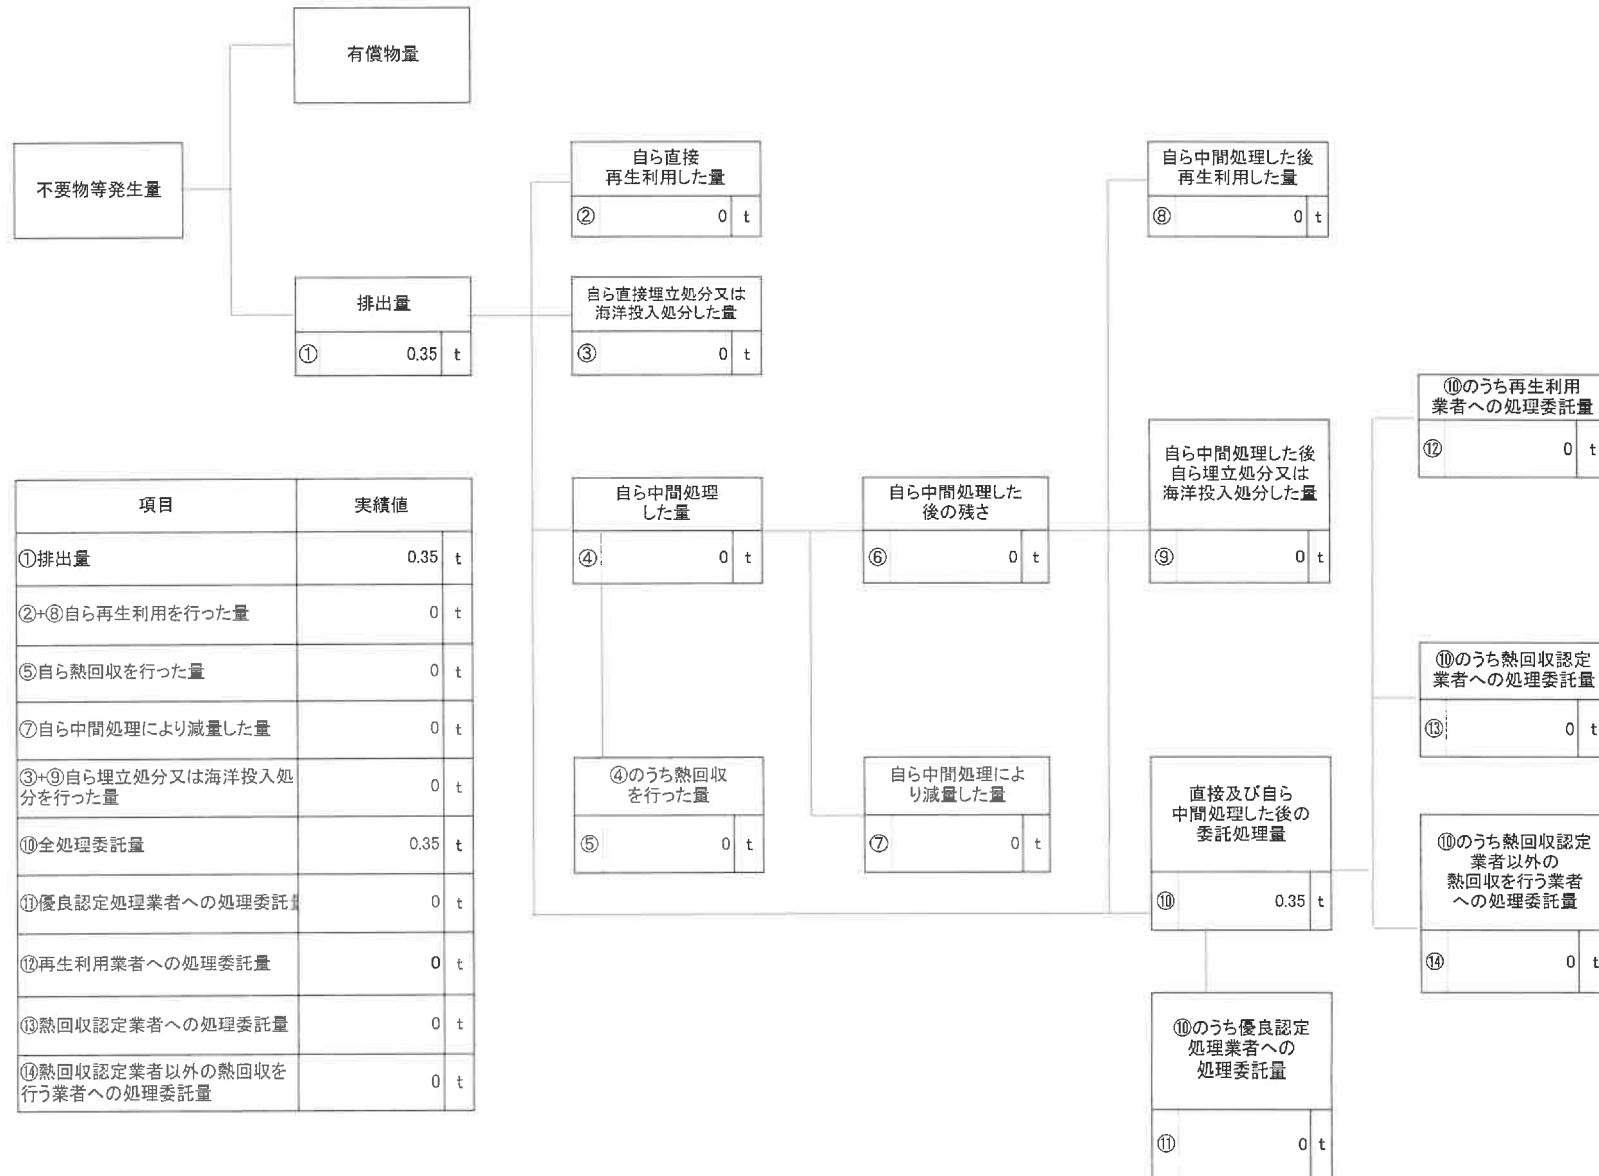 有償物量
不要物等発生量
排出量
① 0.35 t
自ら直接
再生利用した量
② 0 t
自ら直接埋立処分又は
海洋投入処分した量
③ 0 t
自ら中間処理
した量
④ 0 t
④のうち熱回収
を行った量
⑤ 0 t
自ら中間処理した
後の残さ
⑥ 0 t
自ら中間処理によ
り減量した量
⑦ 0 t
自ら中間処理した後
再生利用した量
⑧ 0 t
自ら中間処理した後
自ら埋立処分又は
海洋投入処分した量
⑨ 0 t
直接及び自ら
中間処理した後の
委託処理量
⑩ 0.35 t
⑩のうち優良認定
処理業者への
処理委託量
⑪ 0 t
⑩のうち再生利用
業者への処理委託量
⑫ 0 t
⑩のうち熱回収認定
業者への処理委託量
⑬ 0 t
⑩のうち熱回収認定
業者以外の
熱回収を行う業者
への処理委託量
⑭ 0 t
項目 実績値
①排出量 0.35 t
②+⑧自ら再生利用を行った量 0 t
⑤自ら熱回収を行った量 0 t
⑦自ら中間処理により減量した量 0 t
③+⑨自ら埋立処分又は海洋投入処
分を行った量 0 t
⑩全処理委託量 0.35 t
⑪優良認定処理業者への処理委託量 0 t
⑫再生利用業者への処理委託量 0 t
⑬熱回収認定業者への処理委託量 0 t
⑭熱回収認定業者以外の熱回収を
行う業者への処理委託量 0 t